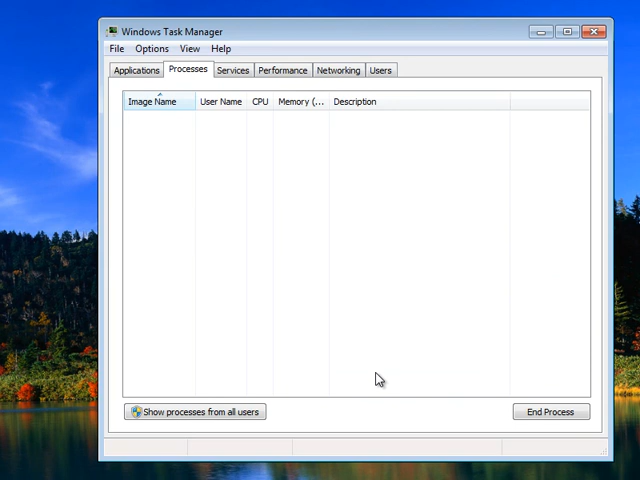 Windows Task Manager
File Options View Help
Applications Processes Services Performance Networking Users
Image Name User Name CPU Memory (... Description
Show processes from all users End Process